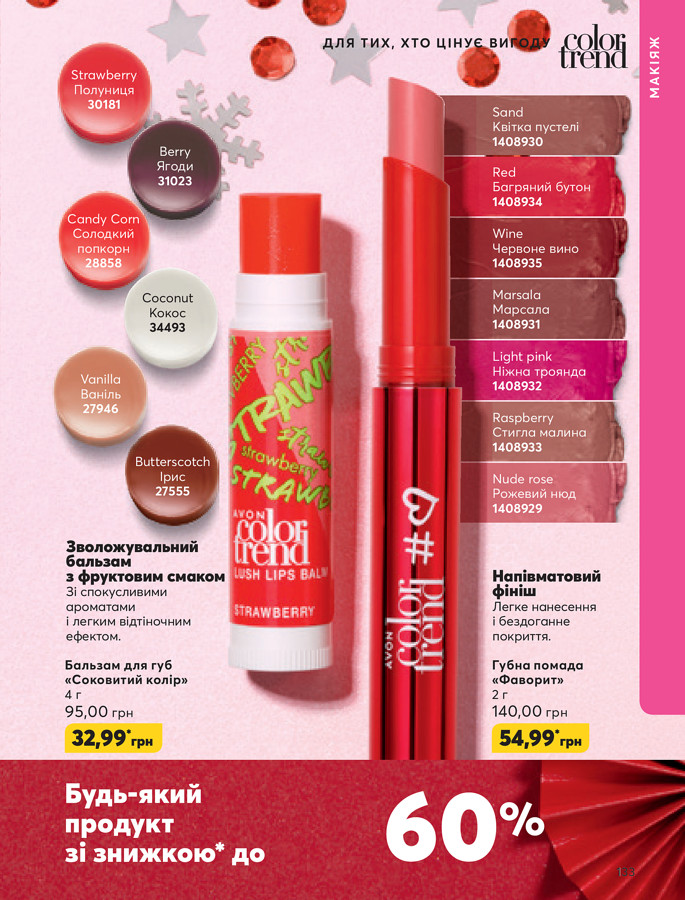 ДЛЯ ТИХ, ХТО ЦІНУЄ ВИГОДУ
color
trend
МАКІЯЖ
Strawberry
Полуниця
30181
Berry
Ягоди
31023
Candy Corn
Солодкий
попкорн
28858
Coconut
Кокос
34493
Vanilla
Ваніль
27946
Butterscotch
Ірис
27555
Sand
Квітка пустелі
1408930
Red
Багряний бутон
1408934
Wine
Червоне вино
1408935
Marsala
Марсала
1408931
Light pink
Ніжна троянда
1408932
Raspberry
Стигла малина
1408933
Nude rose
Рожевий нюд
1408929
strawberry
STRAWB
AVON
color
trend
LUSH LIPS BALM
STRAWBERRY
#
AVON
color
trend
Зволожувальний
бальзам
з фруктовим смаком
Зі спокусливими
ароматами
і легким відтіночним
ефектом.
Бальзам для губ
«Соковитий колір»
4 г
95,00 грн
32,99*грн
Напівматовий
фініш
Легке нанесення
і бездоганне
покриття.
Губна помада
«Фаворит»
2 г
140,00 грн
54,99*грн
Будь-який
продукт
зі знижкою* до
60%